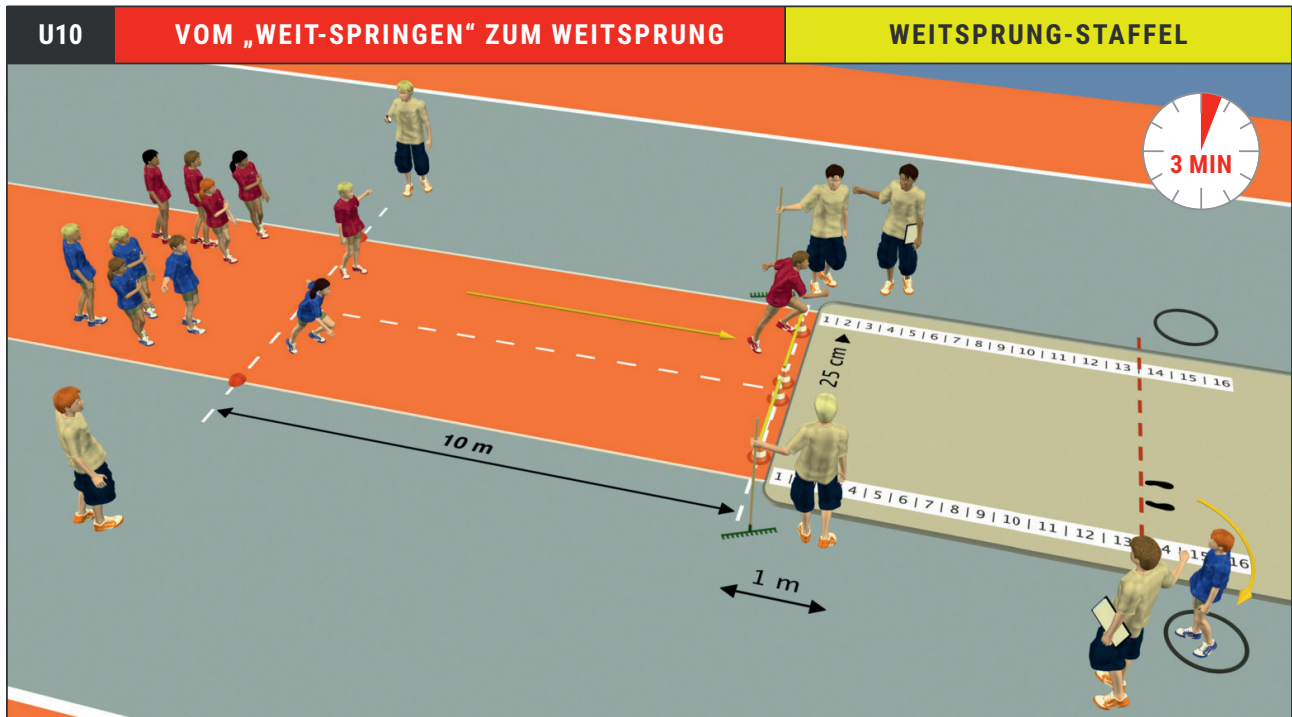 U10
VOM „WEIT-SPRINGEN“ ZUM WEITSPRUNG
WEITSPRUNG-STAFFEL
3 MIN
1 | 2 | 3 | 4 | 5 | 6 | 7 | 8 | 9 | 10 | 11 | 12 | 13 | 14 | 15 | 16
25 cm
10 m
1 | 4 | 5 | 6 | 7 | 8 | 9 | 10 | 11 | 12 | 13 4 | 15 16
1 m